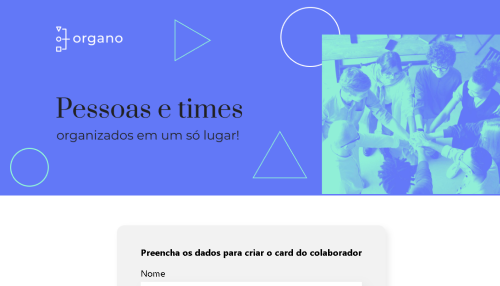 organo
Pessoas e times
organizados em um só lugar!
Preencha os dados para criar o card do colaborador
Nome